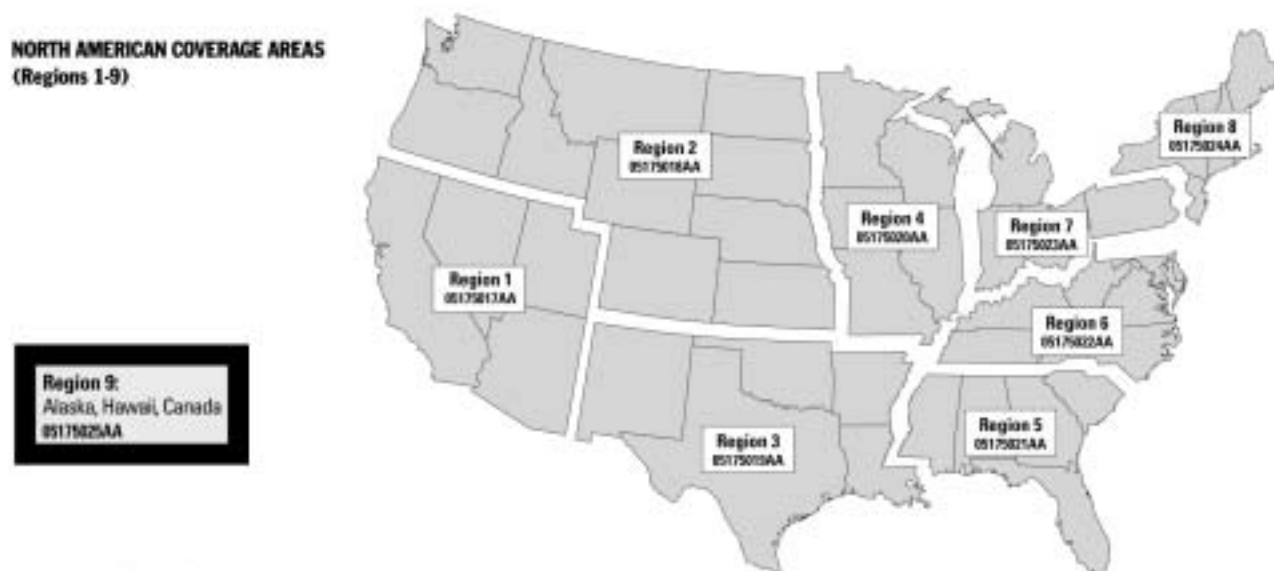 NORTH AMERICAN COVERAGE AREAS
(Regions 1-9)
Region 8
05175024AA
Region 2
05175018AA
Region 4
05175020AA
Region 7
05175023AA
Region 1
05175017AA
Region 6
05175022AA
Region 9:
Alaska, Hawaii, Canada
05175025AA
Region 5
05175021AA
Region 3
05175019AA